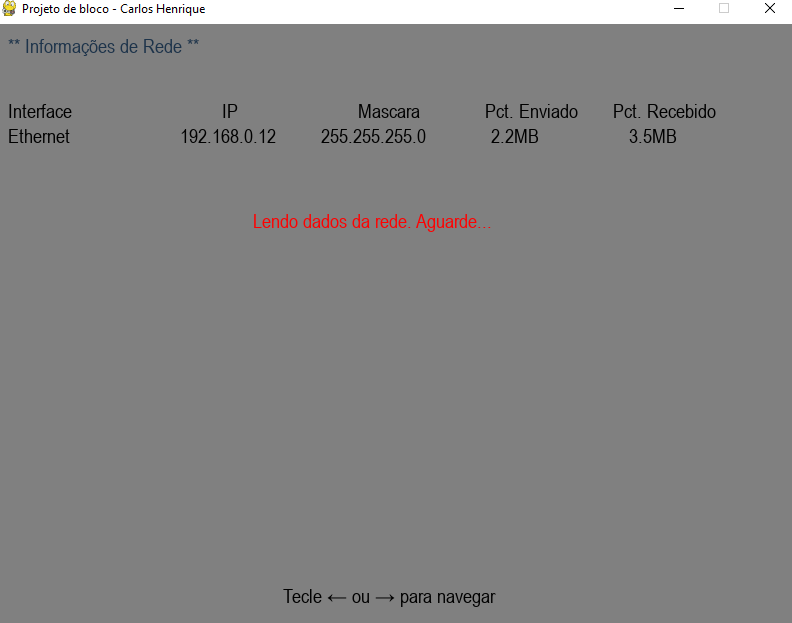 Projeto de bloco - Carlos Henrique
** Informações de Rede **
Interface IP Mascara Pct. Enviado Pct. Recebido
Ethernet 192.168.0.12 255.255.255.0 2.2MB 3.5MB
Lendo dados da rede. Aguarde...
Tecle ← ou → para navegar